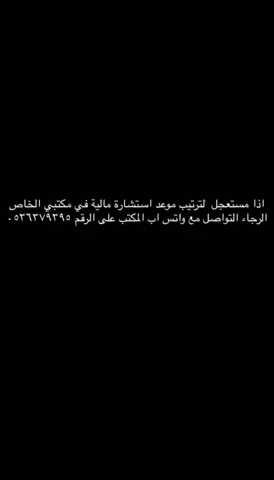 اذا مستعجل لترتيب موعد استشارة مالية في مكتبي الخاص
الرجاء التواصل مع واتس اب المكتب على الرقم ٠٥٣٦٣٧٩٣٩٥